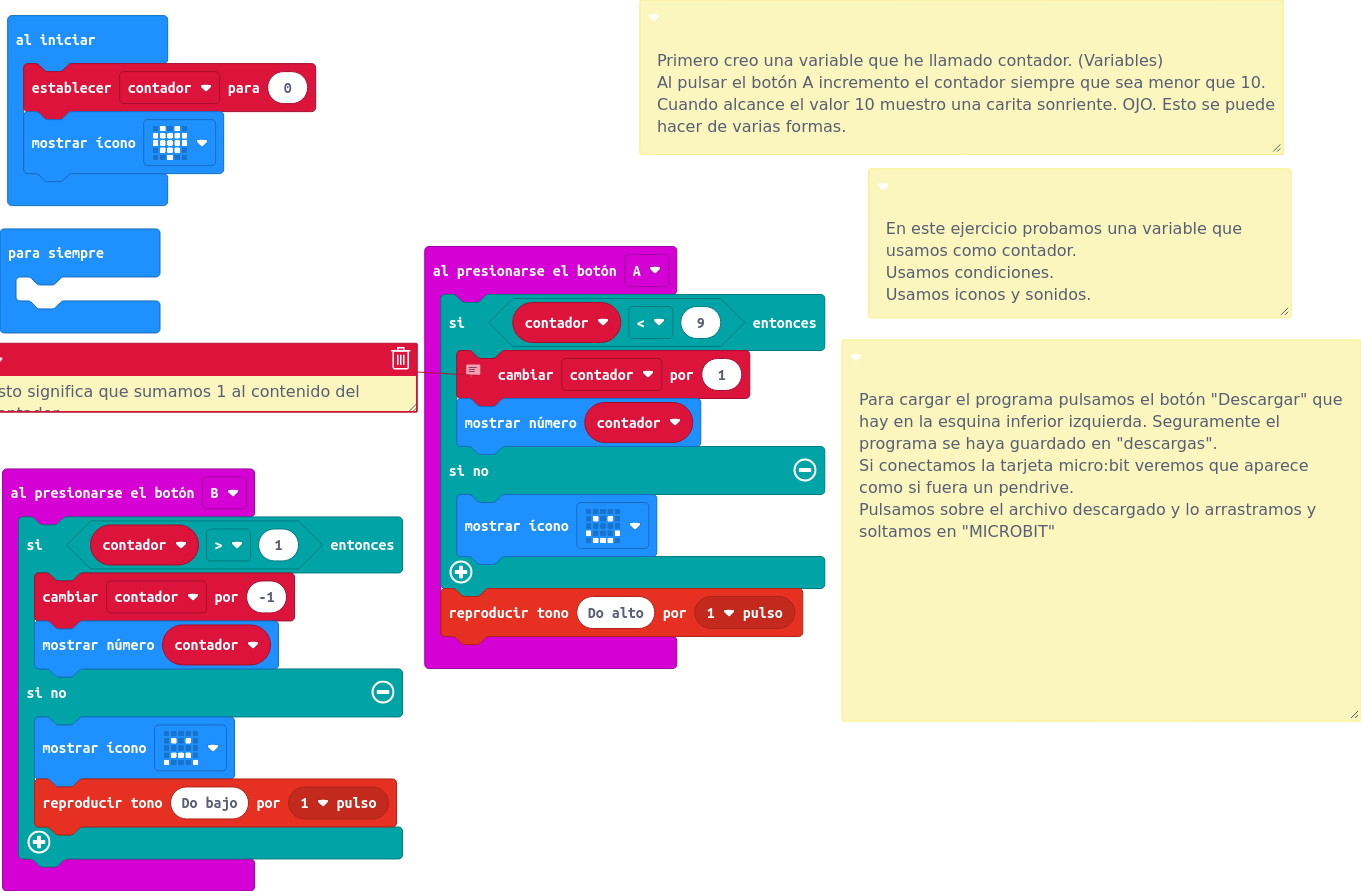 al iniciar
establecer contador para 0
mostrar ícono
para siempre
sto significa que sumamos 1 al contenido del
al presionarse el botón B
si contador > 1 entonces
cambiar contador por -1
mostrar número contador
si no
mostrar ícono
reproducir tono Do bajo por 1 pulso
al presionarse el botón A
si contador < 9 entonces
cambiar contador por 1
mostrar número contador
si no
mostrar ícono
reproducir tono Do alto por 1 pulso
Primero creo una variable que he llamado contador. (Variables)
Al pulsar el botón A incremento el contador siempre que sea menor que 10.
Cuando alcance el valor 10 muestro una carita sonriente. OJO. Esto se puede
hacer de varias formas.
En este ejercicio probamos una variable que
usamos como contador.
Usamos condiciones.
Usamos iconos y sonidos.
Para cargar el programa pulsamos el botón "Descargar" que
hay en la esquina inferior izquierda. Seguramente el
programa se haya guardado en "descargas".
Si conectamos la tarjeta micro:bit veremos que aparece
como si fuera un pendrive.
Pulsamos sobre el archivo descargado y lo arrastramos y
soltamos en "MICROBIT"